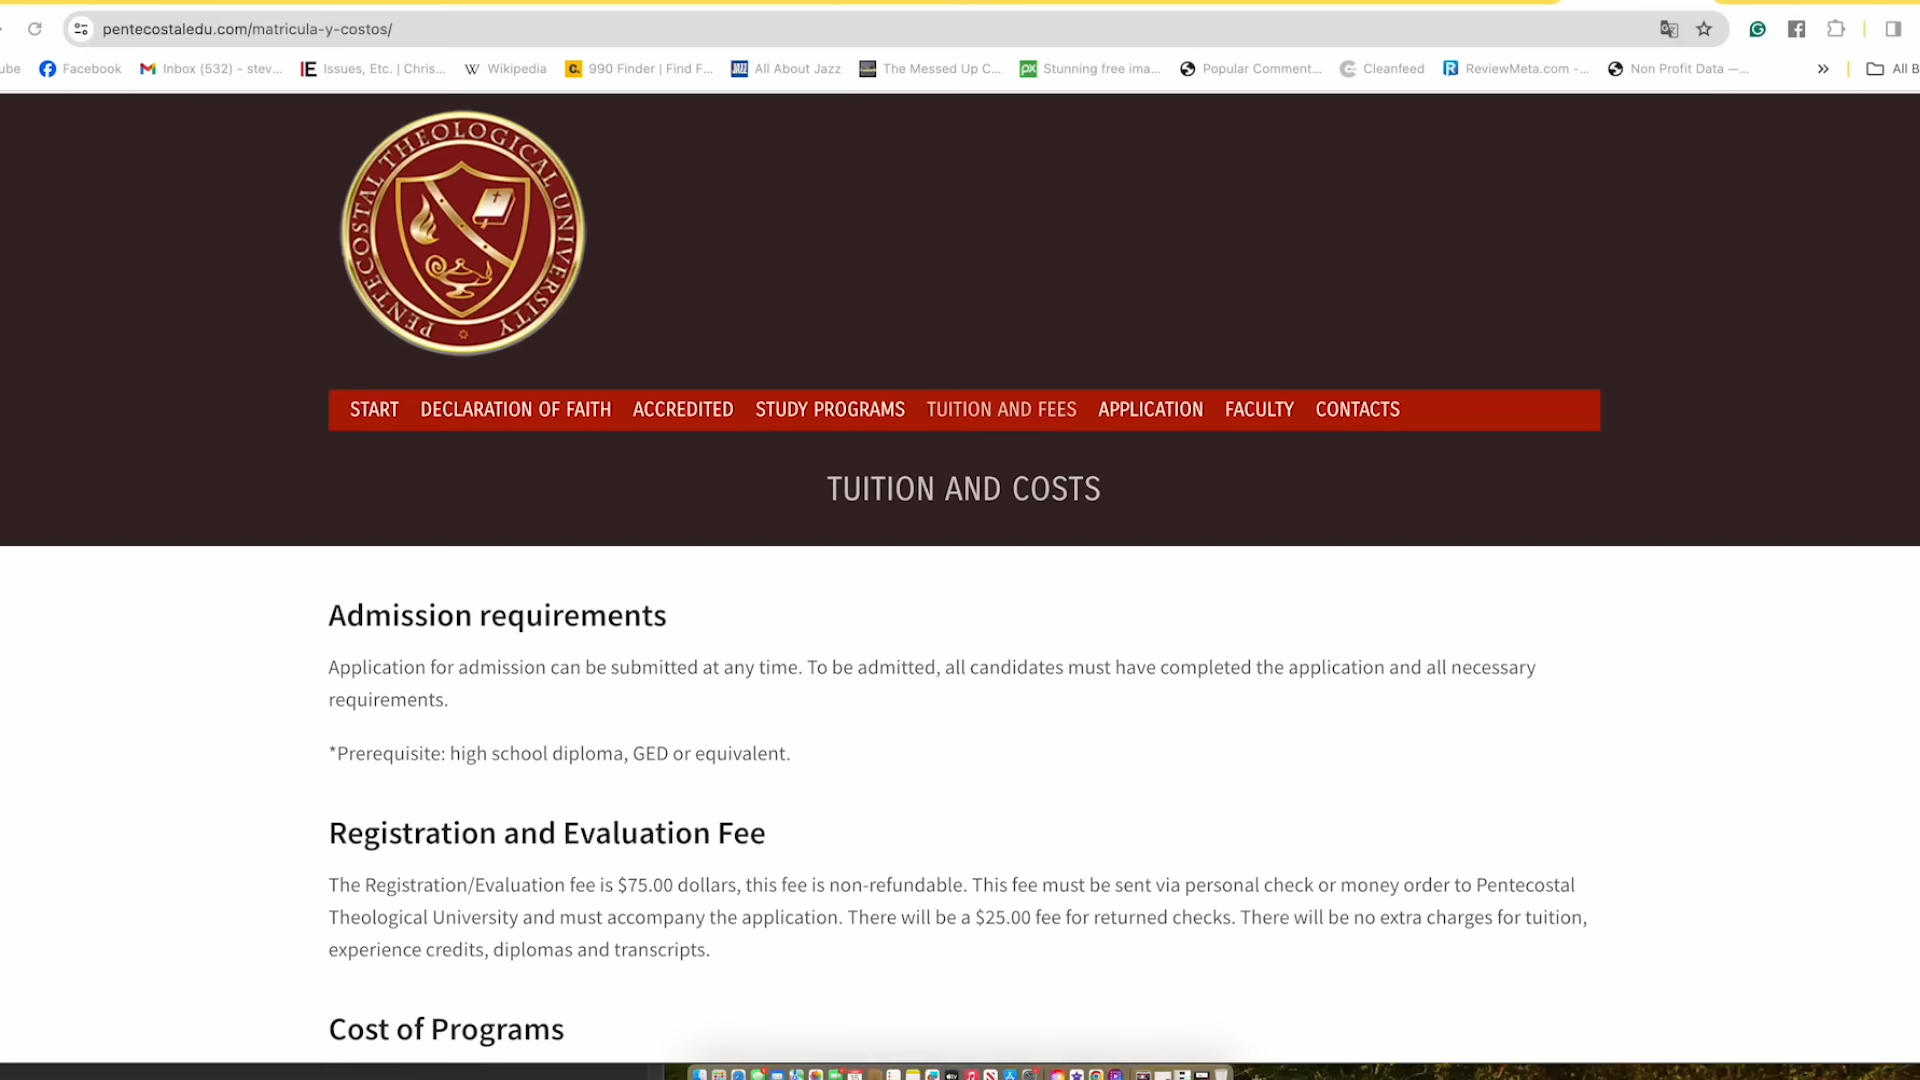 pentecostaledu.com/matricula-y-costos/
ube Facebook Inbox (532) - stev... Issues, Etc. | Chris... Wikipedia 990 Finder | Find F... All About Jazz The Messed Up C... Stunning free ima... Popular Comment... Cleanfeed ReviewMeta.com -... Non Profit Data —... » All B
PENTECOSTAL THEOLOGICAL UNIVERSITY
START DECLARATION OF FAITH ACCREDITED STUDY PROGRAMS TUITION AND FEES APPLICATION FACULTY CONTACTS
TUITION AND COSTS
Admission requirements
Application for admission can be submitted at any time. To be admitted, all candidates must have completed the application and all necessary
requirements.
*Prerequisite: high school diploma, GED or equivalent.
Registration and Evaluation Fee
The Registration/Evaluation fee is $75.00 dollars, this fee is non-refundable. This fee must be sent via personal check or money order to Pentecostal
Theological University and must accompany the application. There will be a $25.00 fee for returned checks. There will be no extra charges for tuition,
experience credits, diplomas and transcripts.
Cost of Programs